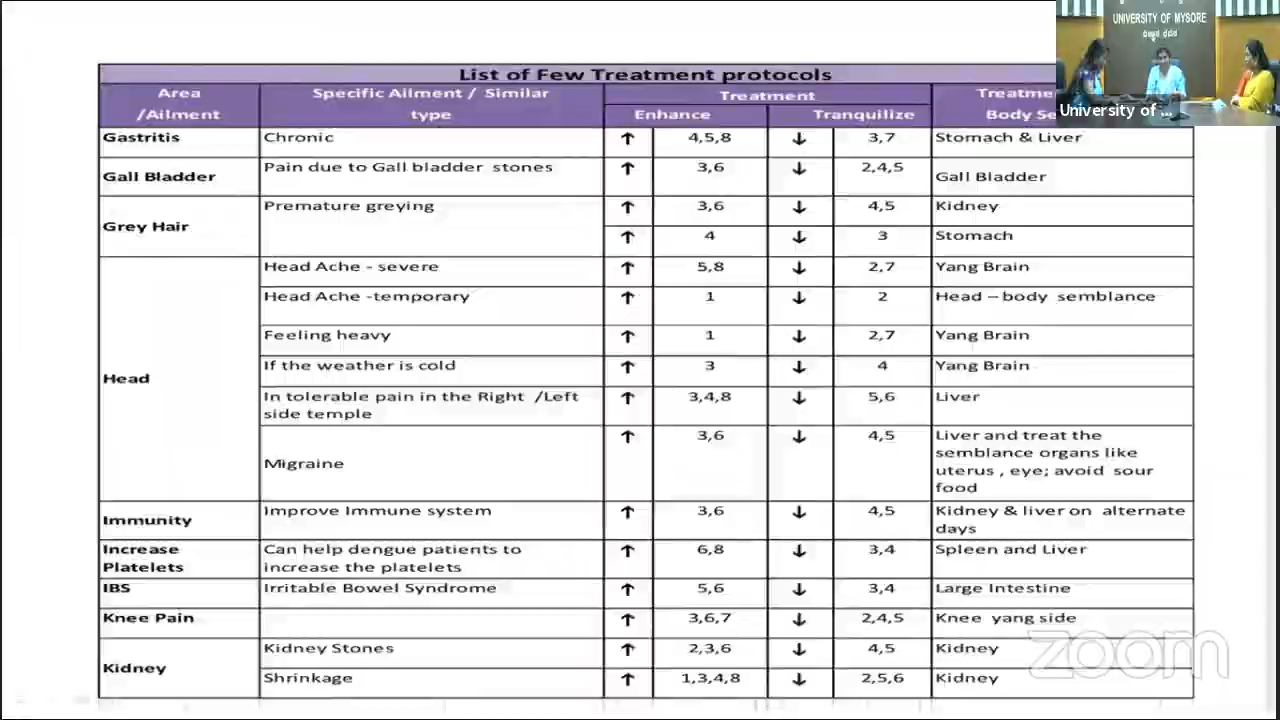 UNIVERSITY OF MYSORE
University of ...
List of Few Treatment protocols
Area /Ailment Specific Ailment / Similar type Treatment
Enhance Tranquilize
Gastritis Chronic ↑ 4,5,8 ↓ 3,7 Stomach & Liver
Gall Bladder Pain due to Gall bladder stones ↑ 3,6 ↓ 2,4,5 Gall Bladder
Grey Hair Premature greying ↑ 3,6 ↓ 4,5 Kidney
↑ 4 ↓ 3 Stomach
Head Head Ache - severe ↑ 5,8 ↓ 2,7 Yang Brain
Head Ache -temporary ↑ 1 ↓ 2 Head – body semblance
Feeling heavy ↑ 1 ↓ 2,7 Yang Brain
If the weather is cold ↑ 3 ↓ 4 Yang Brain
In tolerable pain in the Right /Left ↑ 3,4,8 ↓ 5,6 Liver
side temple
Migraine ↑ 3,6 ↓ 4,5 Liver and treat the
semblance organs like
uterus , eye; avoid sour
food
Immunity Improve Immune system ↑ 3,6 ↓ 4,5 Kidney & liver on alternate
days
Increase Can help dengue patients to ↑ 6,8 ↓ 3,4 Spleen and Liver
Platelets increase the platelets
IBS Irritable Bowel Syndrome ↑ 5,6 ↓ 3,4 Large Intestine
Knee Pain ↑ 3,6,7 ↓ 2,4,5 Knee yang side
Kidney Kidney Stones ↑ 2,3,6 ↓ 4,5 Kidney
Shrinkage ↑ 1,3,4,8 ↓ 2,5,6 Kidney
zoom